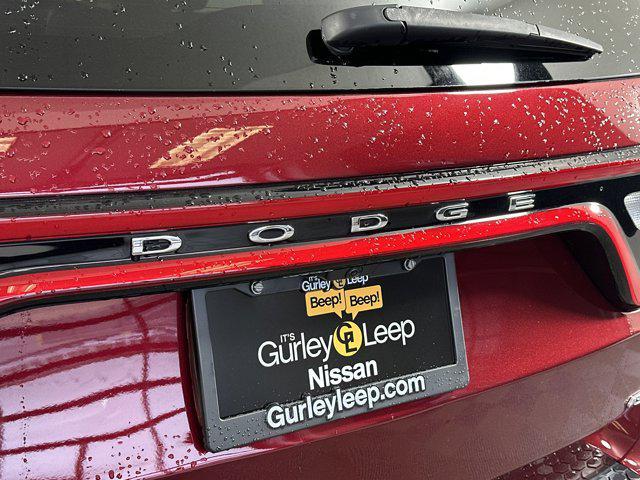 DODGE
IT'S
Gurley Leep
Beep! Beep!
IT'S
Gurley GL Leep
Nissan
Gurleyleep.com